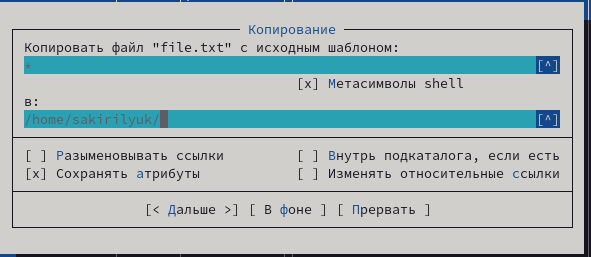 Копирование
Копировать файл "file.txt" с исходным шаблоном:
* [^]
[x] Метасимволы shell
в:
/home/sakirilyuk/ [^]
[ ] Разыменовывать ссылки [ ] Внутрь подкаталога, если есть
[x] Сохранять атрибуты [ ] Изменять относительные ссылки
[< Дальше >] [ В фоне ] [ Прервать ]